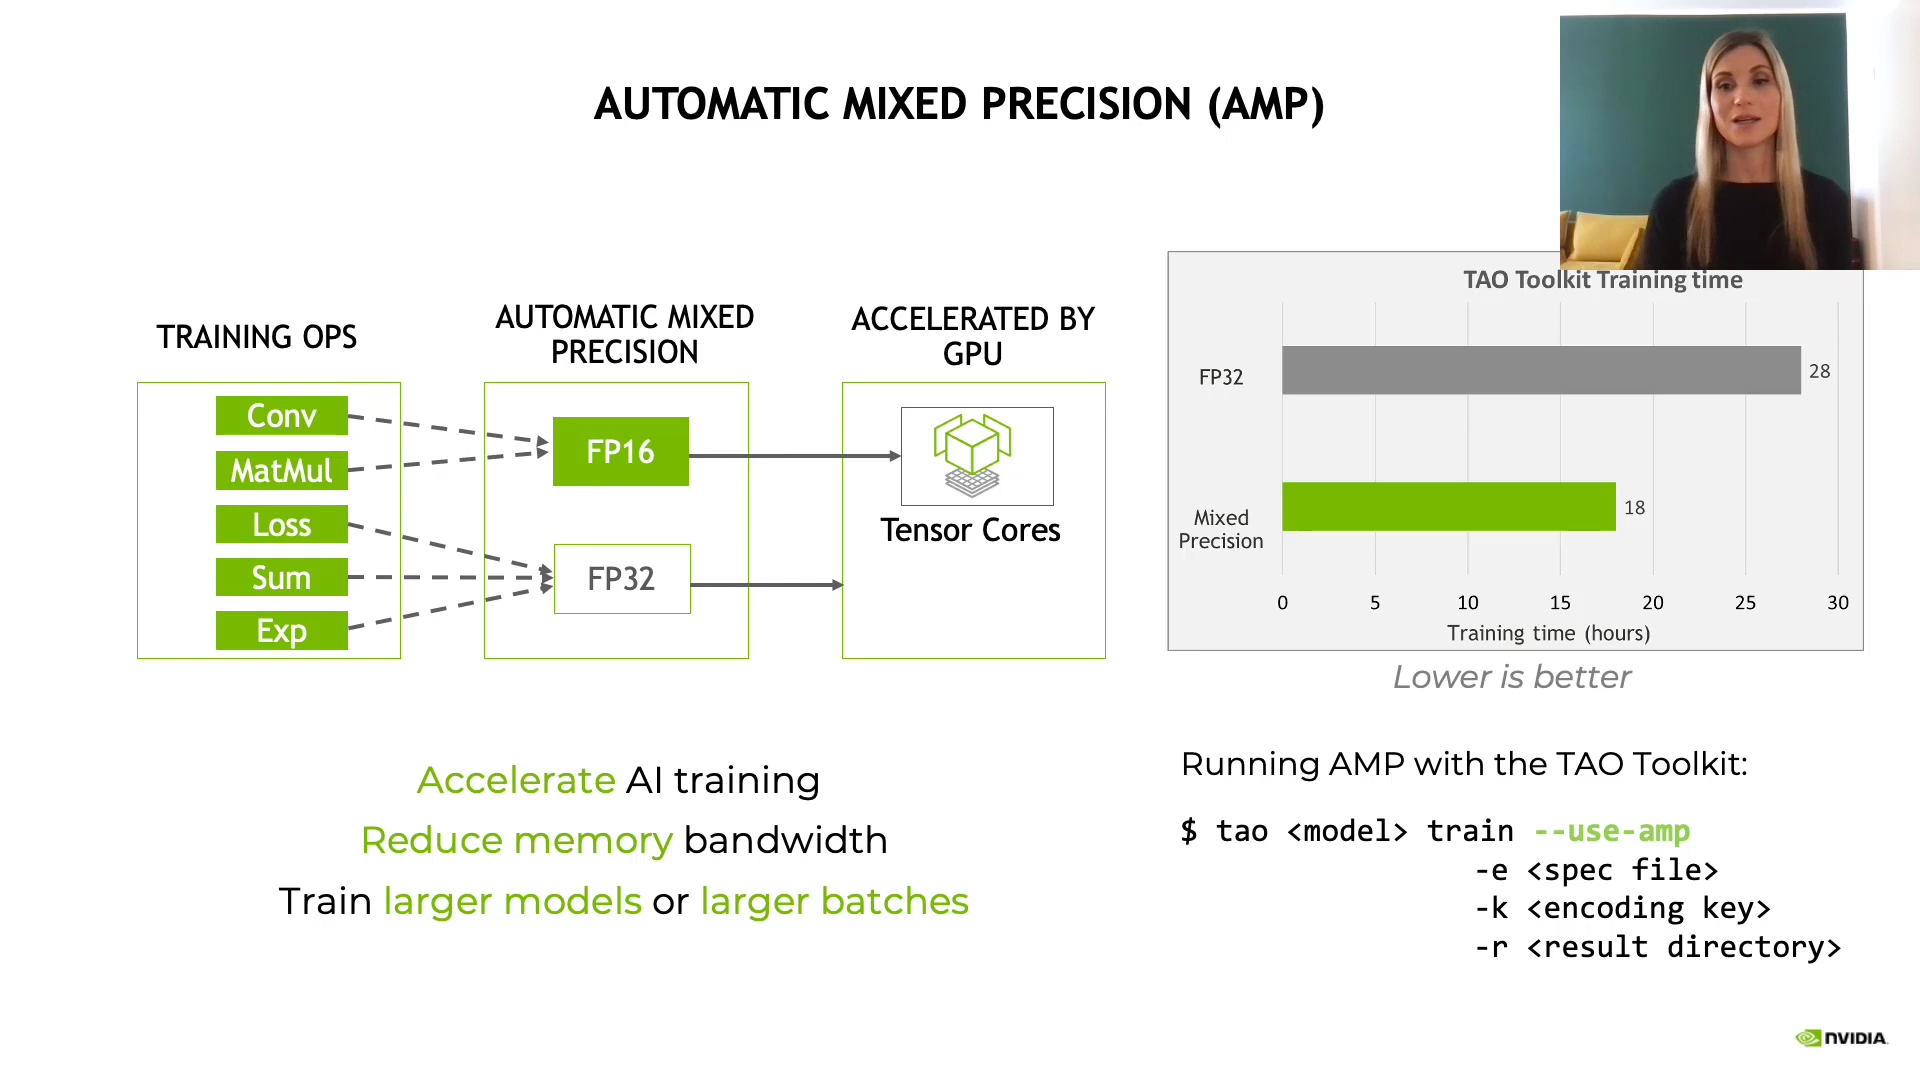 AUTOMATIC MIXED PRECISION (AMP)
TRAINING OPS
Conv
MatMul
Loss
Sum
Exp
AUTOMATIC MIXED
PRECISION
FP16
FP32
ACCELERATED BY
GPU
Tensor Cores
TAO Toolkit Training time
FP32
28
Mixed
Precision
18
0 5 10 15 20 25 30
Training time (hours)
Lower is better
Accelerate AI training
Reduce memory bandwidth
Train larger models or larger batches
Running AMP with the TAO Toolkit:
$ tao <model> train --use-amp
-e <spec file>
-k <encoding key>
-r <result directory>
NVIDIA